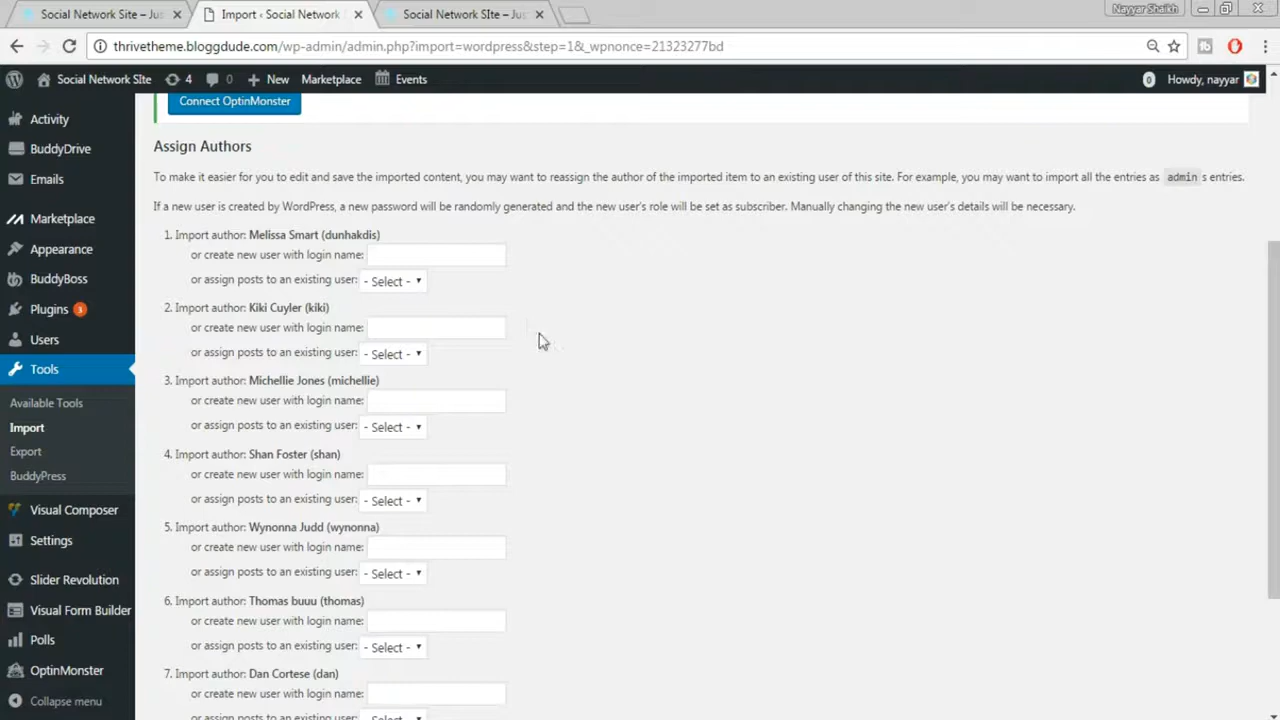 Social Network Site – Jus
Import ‹ Social Network
Social Network SIte – Jus
Nayyar Shaikh
thrivetheme.bloggdude.com/wp-admin/admin.php?import=wordpress&step=1&_wpnonce=21323277bd
Social Network SIte
4
0
New
Marketplace
Events
0
Howdy, nayyar
Activity
BuddyDrive
Emails
Marketplace
Appearance
BuddyBoss
Plugins 3
Users
Tools
Available Tools
Import
Export
BuddyPress
Visual Composer
Settings
Slider Revolution
Visual Form Builder
Polls
OptinMonster
Collapse menu
Connect OptinMonster
Assign Authors
To make it easier for you to edit and save the imported content, you may want to reassign the author of the imported item to an existing user of this site. For example, you may want to import all the entries as admin s entries.
If a new user is created by WordPress, a new password will be randomly generated and the new user's role will be set as subscriber. Manually changing the new user's details will be necessary.
1. Import author: Melissa Smart (dunhakdis)
or create new user with login name:
or assign posts to an existing user: - Select -
2. Import author: Kiki Cuyler (kiki)
or create new user with login name:
or assign posts to an existing user: - Select -
3. Import author: Michellie Jones (michellie)
or create new user with login name:
or assign posts to an existing user: - Select -
4. Import author: Shan Foster (shan)
or create new user with login name:
or assign posts to an existing user: - Select -
5. Import author: Wynonna Judd (wynonna)
or create new user with login name:
or assign posts to an existing user: - Select -
6. Import author: Thomas buuu (thomas)
or create new user with login name:
or assign posts to an existing user: - Select -
7. Import author: Dan Cortese (dan)
or create new user with login name:
or assign posts to an existing user: - Select -